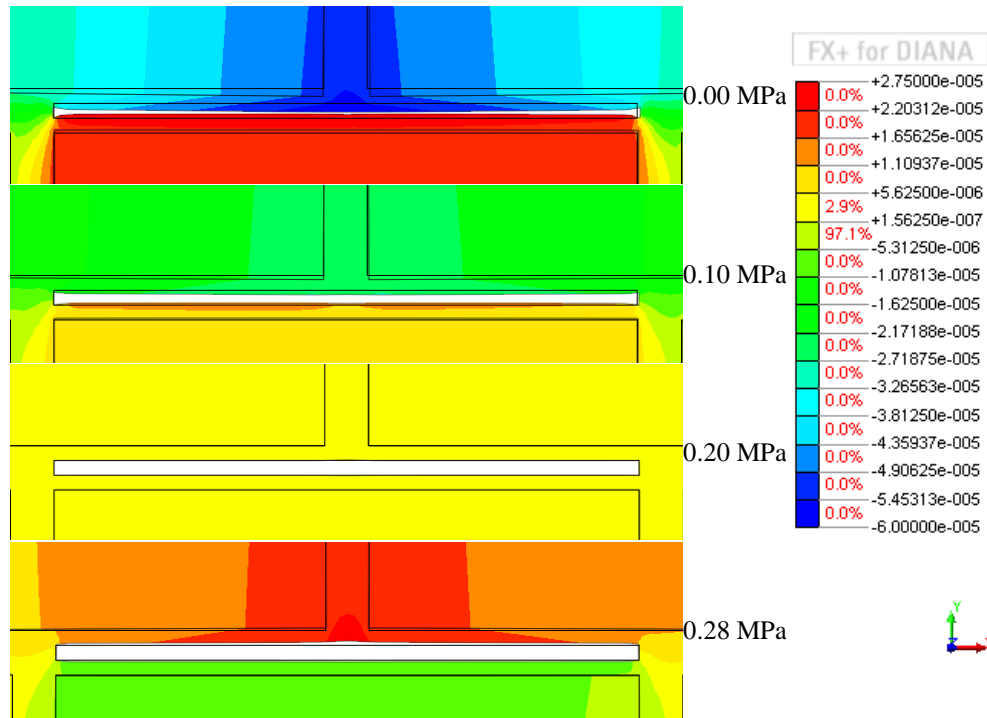 FX+ for DIANA
0.00 MPa
0.10 MPa
0.20 MPa
0.28 MPa
+2.75000e-005
0.0%
+2.20312e-005
0.0%
+1.65625e-005
0.0%
+1.10937e-005
0.0%
+5.62500e-006
2.9%
+1.56250e-007
97.1%
-5.31250e-006
0.0%
-1.07813e-005
0.0%
-1.62500e-005
0.0%
-2.17188e-005
0.0%
-2.71875e-005
0.0%
-3.26563e-005
0.0%
-3.81250e-005
0.0%
-4.35937e-005
0.0%
-4.90625e-005
0.0%
-5.45313e-005
0.0%
-6.00000e-005
Y